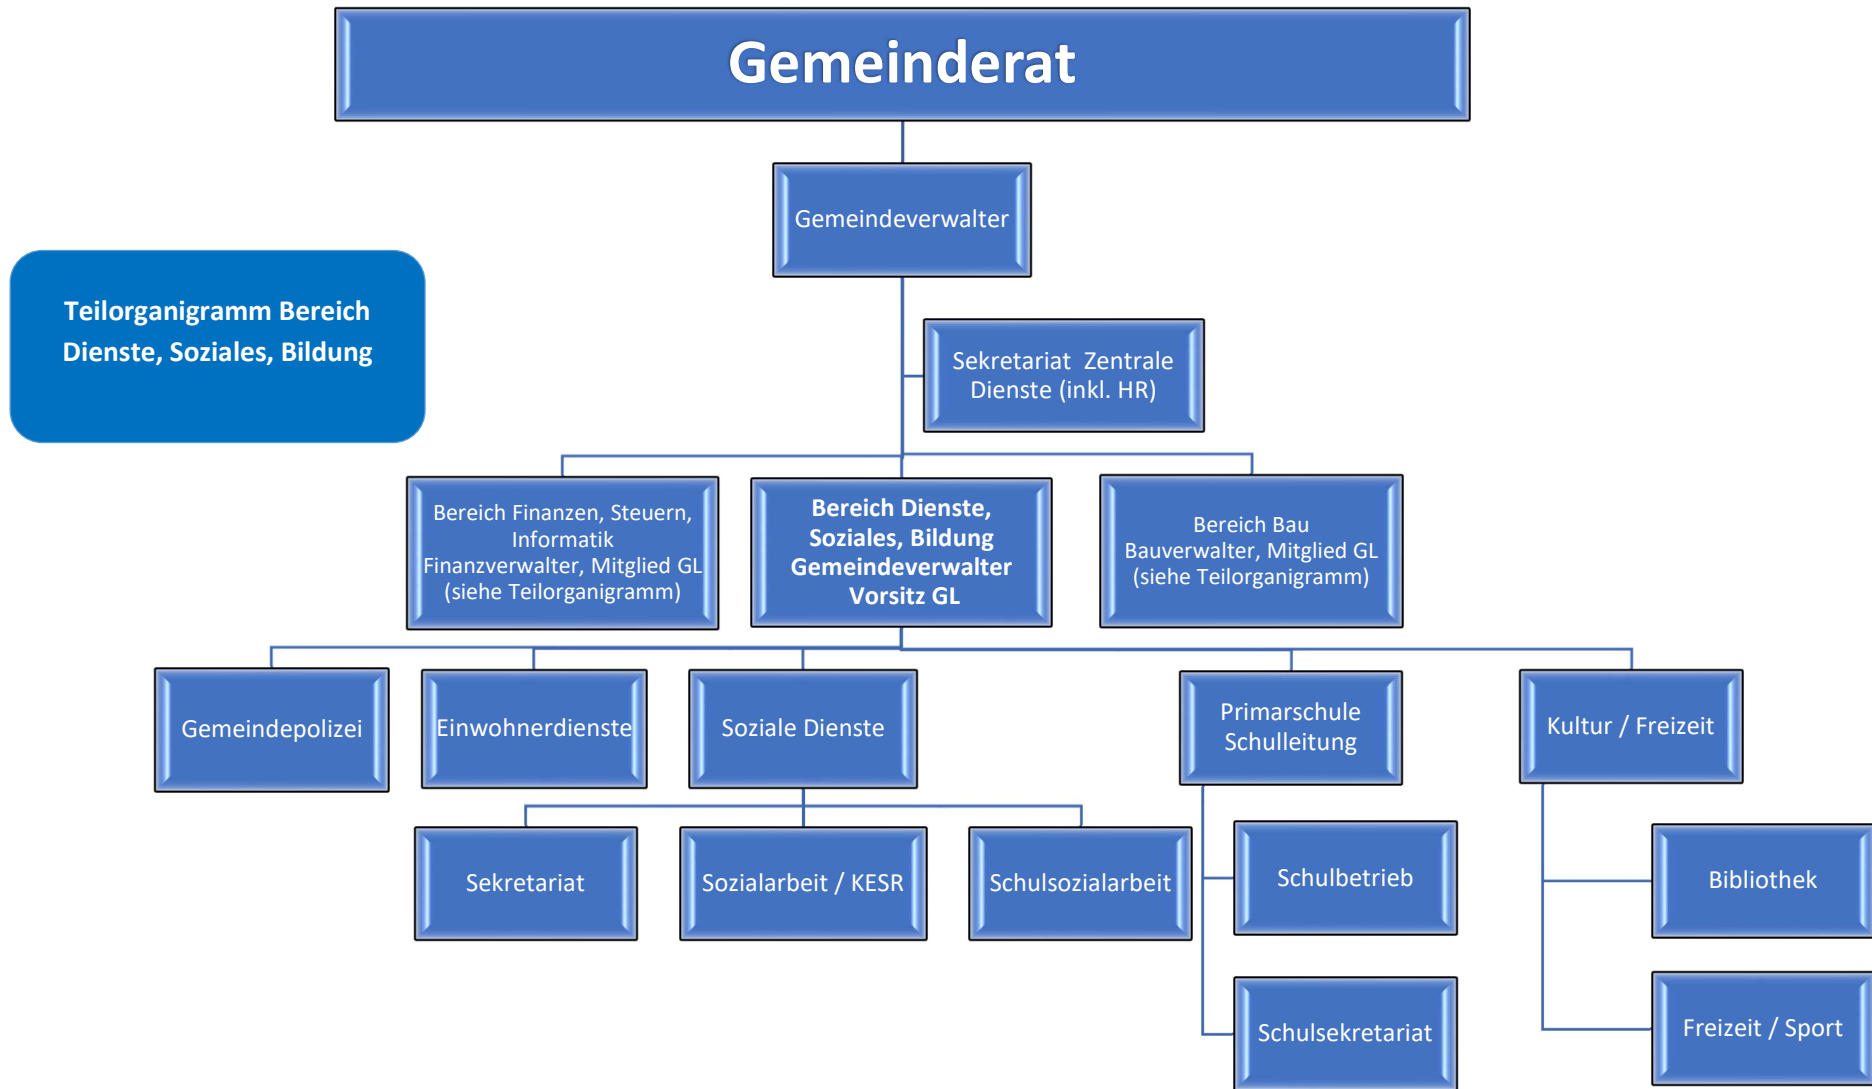 Gemeinderat
Gemeindeverwalter
Teilorganigramm Bereich
Dienste, Soziales, Bildung
Sekretariat  Zentrale
Dienste (inkl. HR)
Bereich Finanzen, Steuern,
Informatik
Finanzverwalter, Mitglied GL
(siehe Teilorganigramm)
Bereich Dienste,
Soziales, Bildung
Gemeindeverwalter
Vorsitz GL
Bereich Bau
Bauverwalter, Mitglied GL
(siehe Teilorganigramm)
Gemeindepolizei
Einwohnerdienste
Soziale Dienste
Primarschule
Schulleitung
Kultur / Freizeit
Sekretariat
Sozialarbeit / KESR
Schulsozialarbeit
Schulbetrieb
Bibliothek
Schulsekretariat
Freizeit / Sport